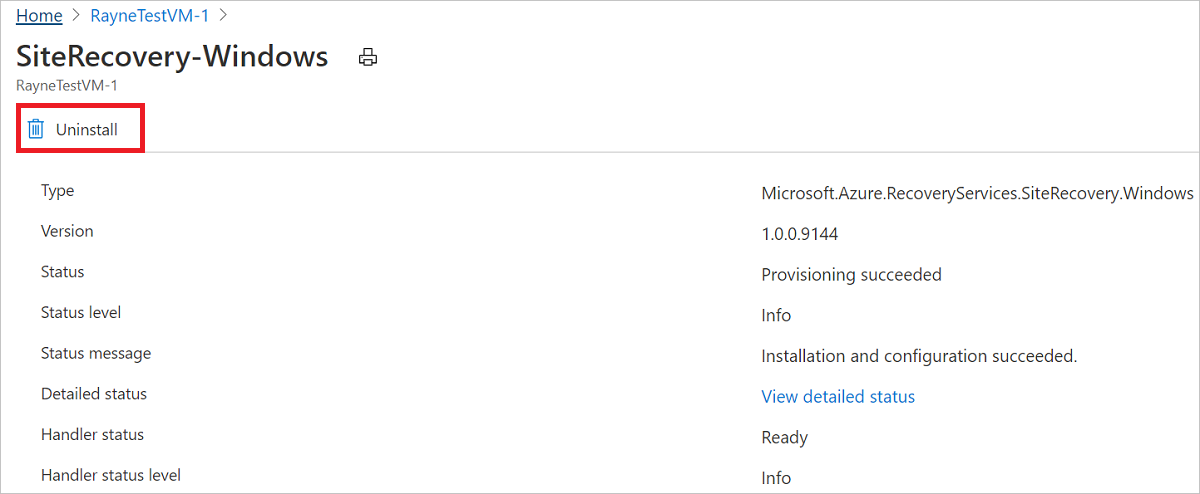 Home > RayneTestVM-1 >
SiteRecovery-Windows
RayneTestVM-1
Uninstall
Type Microsoft.Azure.RecoveryServices.SiteRecovery.Windows
Version 1.0.0.9144
Status Provisioning succeeded
Status level Info
Status message Installation and configuration succeeded.
Detailed status View detailed status
Handler status Ready
Handler status level Info